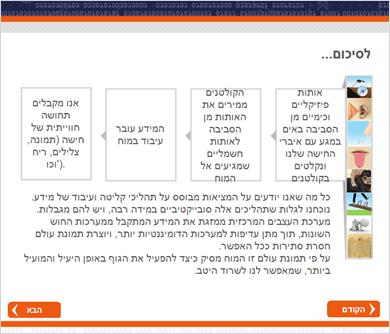 לסיכום...
אותות
פיזיקליים
וכימיים מן
הסביבה באים
במגע עם איברי
החישה שלנו
ונקלטים
בקולטנים
הקולטנים
ממירים את
האותות מן
הסביבה
לאותות
חשמליים
שמגיעים אל
המוח
המידע עובר
עיבוד במוח
אנו מקבלים
תחושה
חווייתית של
חישה (תמונה,
צלילים, ריח
וכו').
כל מה שאנו יודעים על המציאות מבוסס על תהליכי קליטה ועיבוד של מידע.
נוכחנו לגלות שתהליכים אלה סובייקטיביים במידה רבה, ויש להם מגבלות.
מערכת העצבים המרכזית ממזגת את המידע המתקבל ממערכות החוש
השונות, תוך מתן עדיפות למערכות הדומיננטיות יותר, ויוצרת תמונת עולם
חסרת סתירות ככל האפשר.
על פי תמונת עולם זו המוח מסיק כיצד להפעיל את הגוף באופן היעיל והמועיל
ביותר, שמאפשר לנו לשרוד היטב.
הקודם
הבא